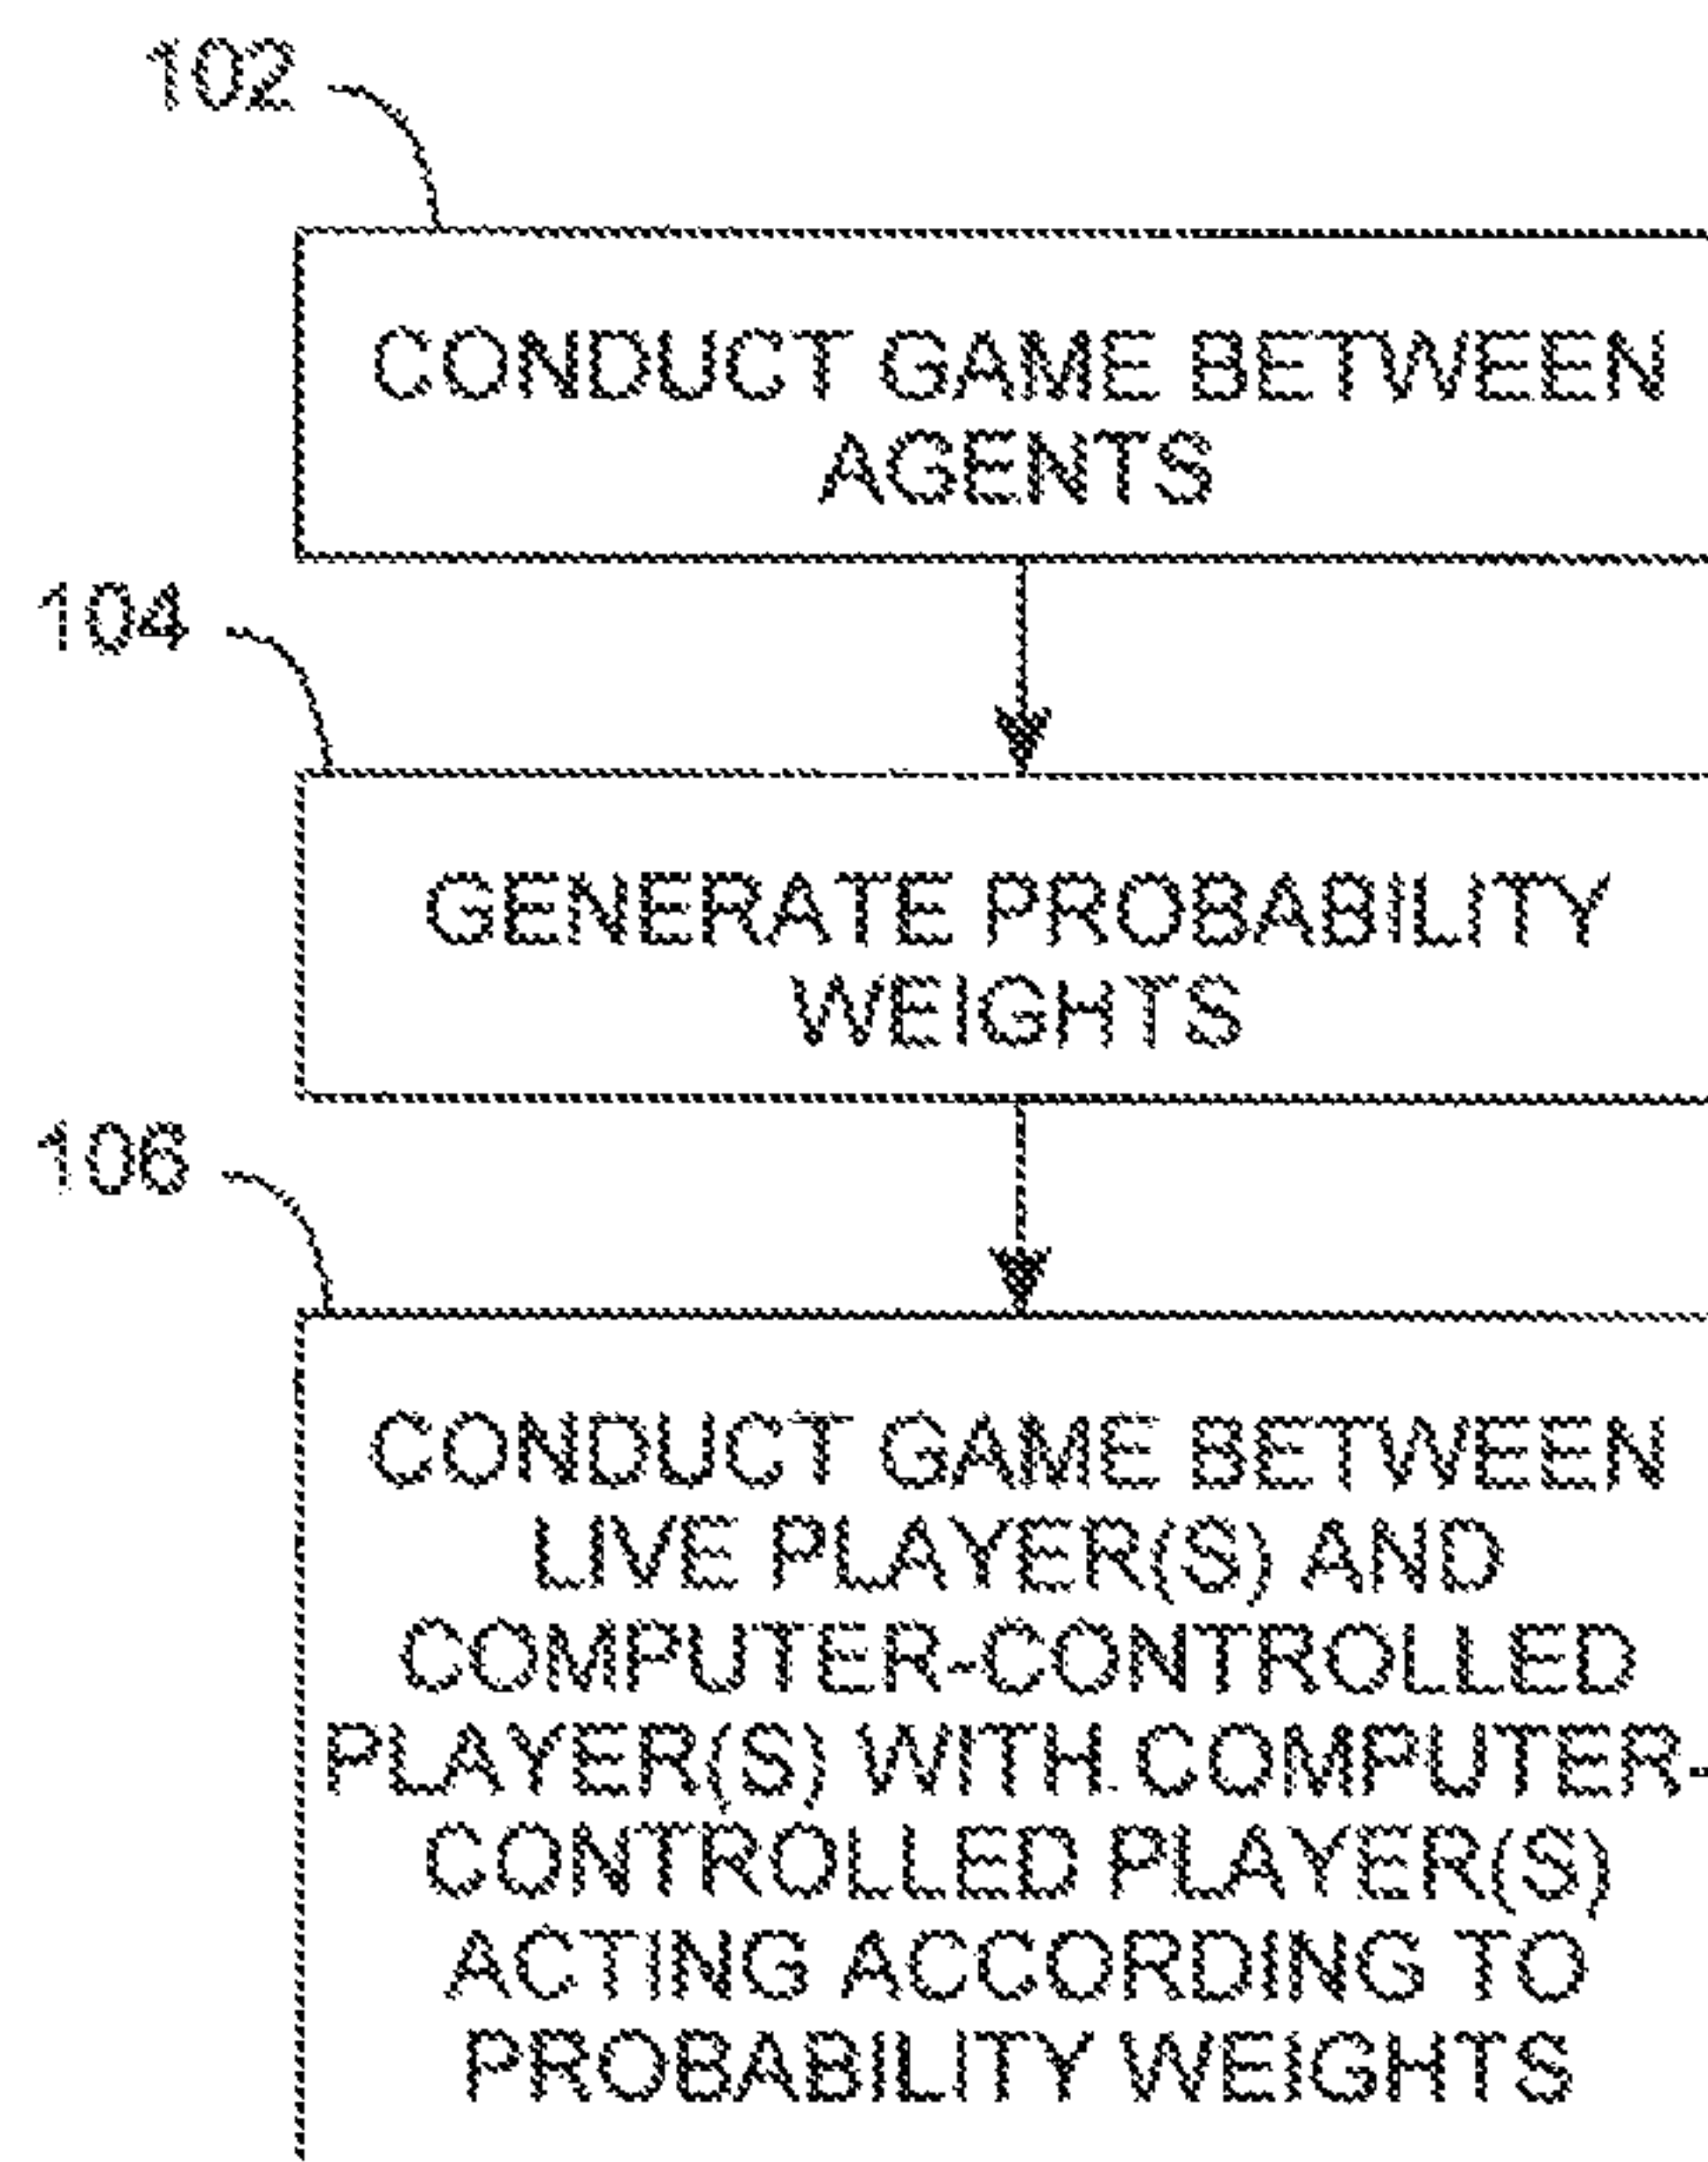 102
CONDUCT GAME BETWEEN
AGENTS
104
GENERATE PROBABILITY
WEIGHTS
106
CONDUCT GAME BETWEEN
LIVE PLAYER(S) AND
COMPUTER-CONTROLLED
PLAYER(S) WITH COMPUTER-
CONTROLLED PLAYER(S)
ACTING ACCORDING TO
PROBABILITY WEIGHTS